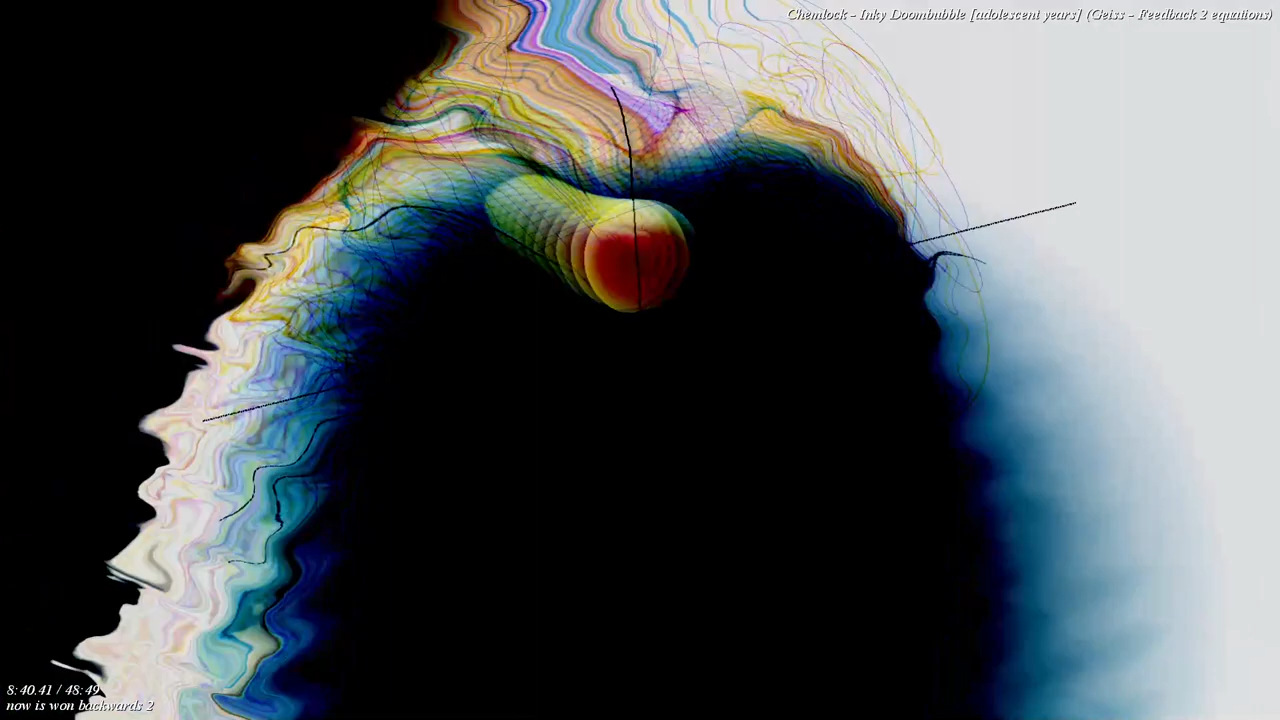 Chemlock - Inky Doombubble [adolescent years] (Geiss - Feedback 2 equations)
8:40.41 / 48:49
now is won backwards 2